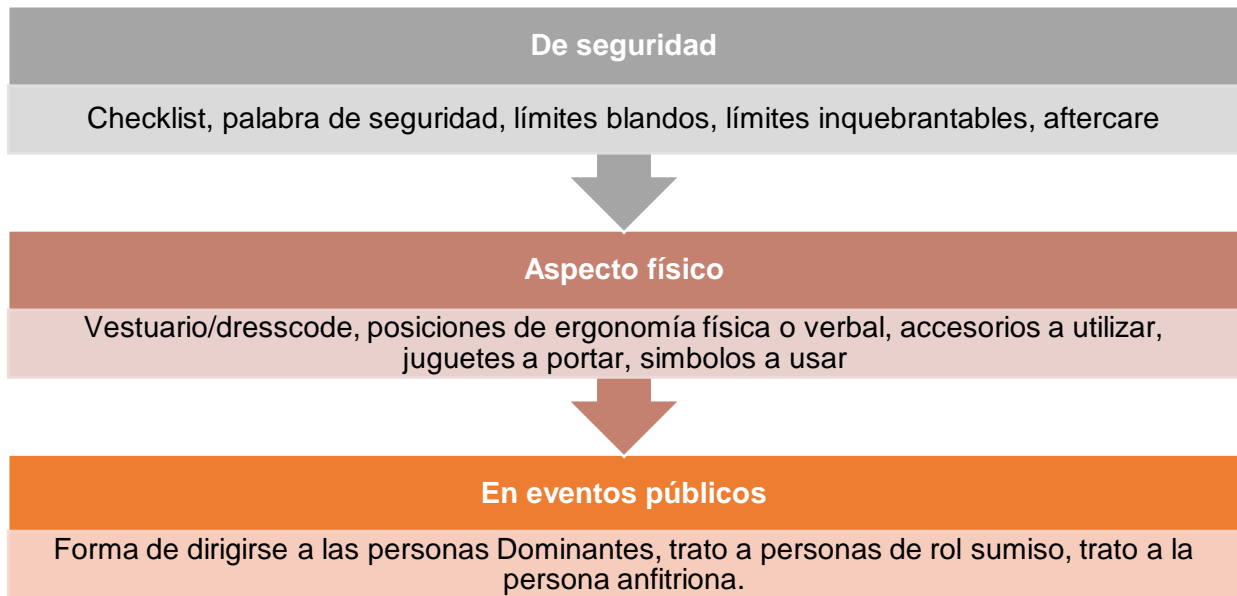 De seguridad
Checklist, palabra de seguridad, límites blandos, límites inquebrantables, aftercare
Aspecto físico
Vestuario/dresscode, posiciones de ergonomía física o verbal, accesorios a utilizar,
juguetes a portar, simbolos a usar
En eventos públicos
Forma de dirigirse a las personas Dominantes, trato a personas de rol sumiso, trato a la
persona anfitriona.